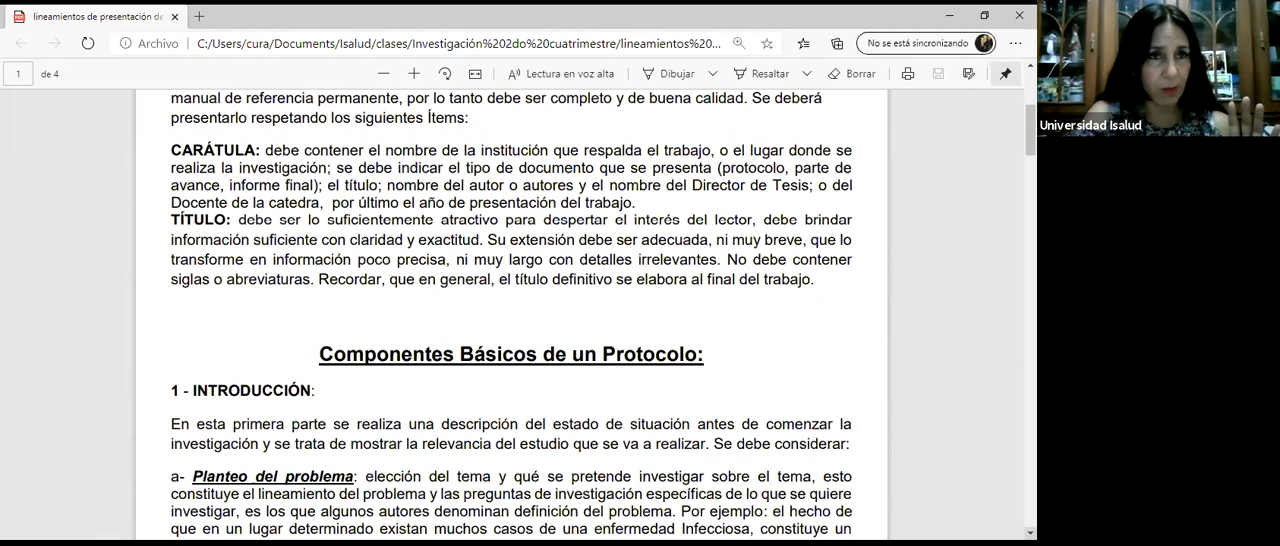 lineamientos de presentación de
Archivo
C:/Users/cura/Documents/Isalud/clases/Investigación%202do%20cuatrimestre/lineamientos%20...
No se está sincronizando
1
de 4
Lectura en voz alta
Dibujar
Resaltar
Borrar
Universidad Isalud
manual de referencia permanente, por lo tanto debe ser completo y de buena calidad. Se deberá
presentarlo respetando los siguientes Ítems:
CARÁTULA: debe contener el nombre de la institución que respalda el trabajo, o el lugar donde se
realiza la investigación; se debe indicar el tipo de documento que se presenta (protocolo, parte de
avance, informe final); el título; nombre del autor o autores y el nombre del Director de Tesis; o del
Docente de la catedra, por último el año de presentación del trabajo.
TÍTULO: debe ser lo suficientemente atractivo para despertar el interés del lector, debe brindar
información suficiente con claridad y exactitud. Su extensión debe ser adecuada, ni muy breve, que lo
transforme en información poco precisa, ni muy largo con detalles irrelevantes. No debe contener
siglas o abreviaturas. Recordar, que en general, el título definitivo se elabora al final del trabajo.
Componentes Básicos de un Protocolo:
1 - INTRODUCCIÓN:
En esta primera parte se realiza una descripción del estado de situación antes de comenzar la
investigación y se trata de mostrar la relevancia del estudio que se va a realizar. Se debe considerar:
a- Planteo del problema: elección del tema y qué se pretende investigar sobre el tema, esto
constituye el lineamiento del problema y las preguntas de investigación específicas de lo que se quiere
investigar, es los que algunos autores denominan definición del problema. Por ejemplo: el hecho de
que en un lugar determinado existan muchos casos de una enfermedad Infecciosa, constituye un